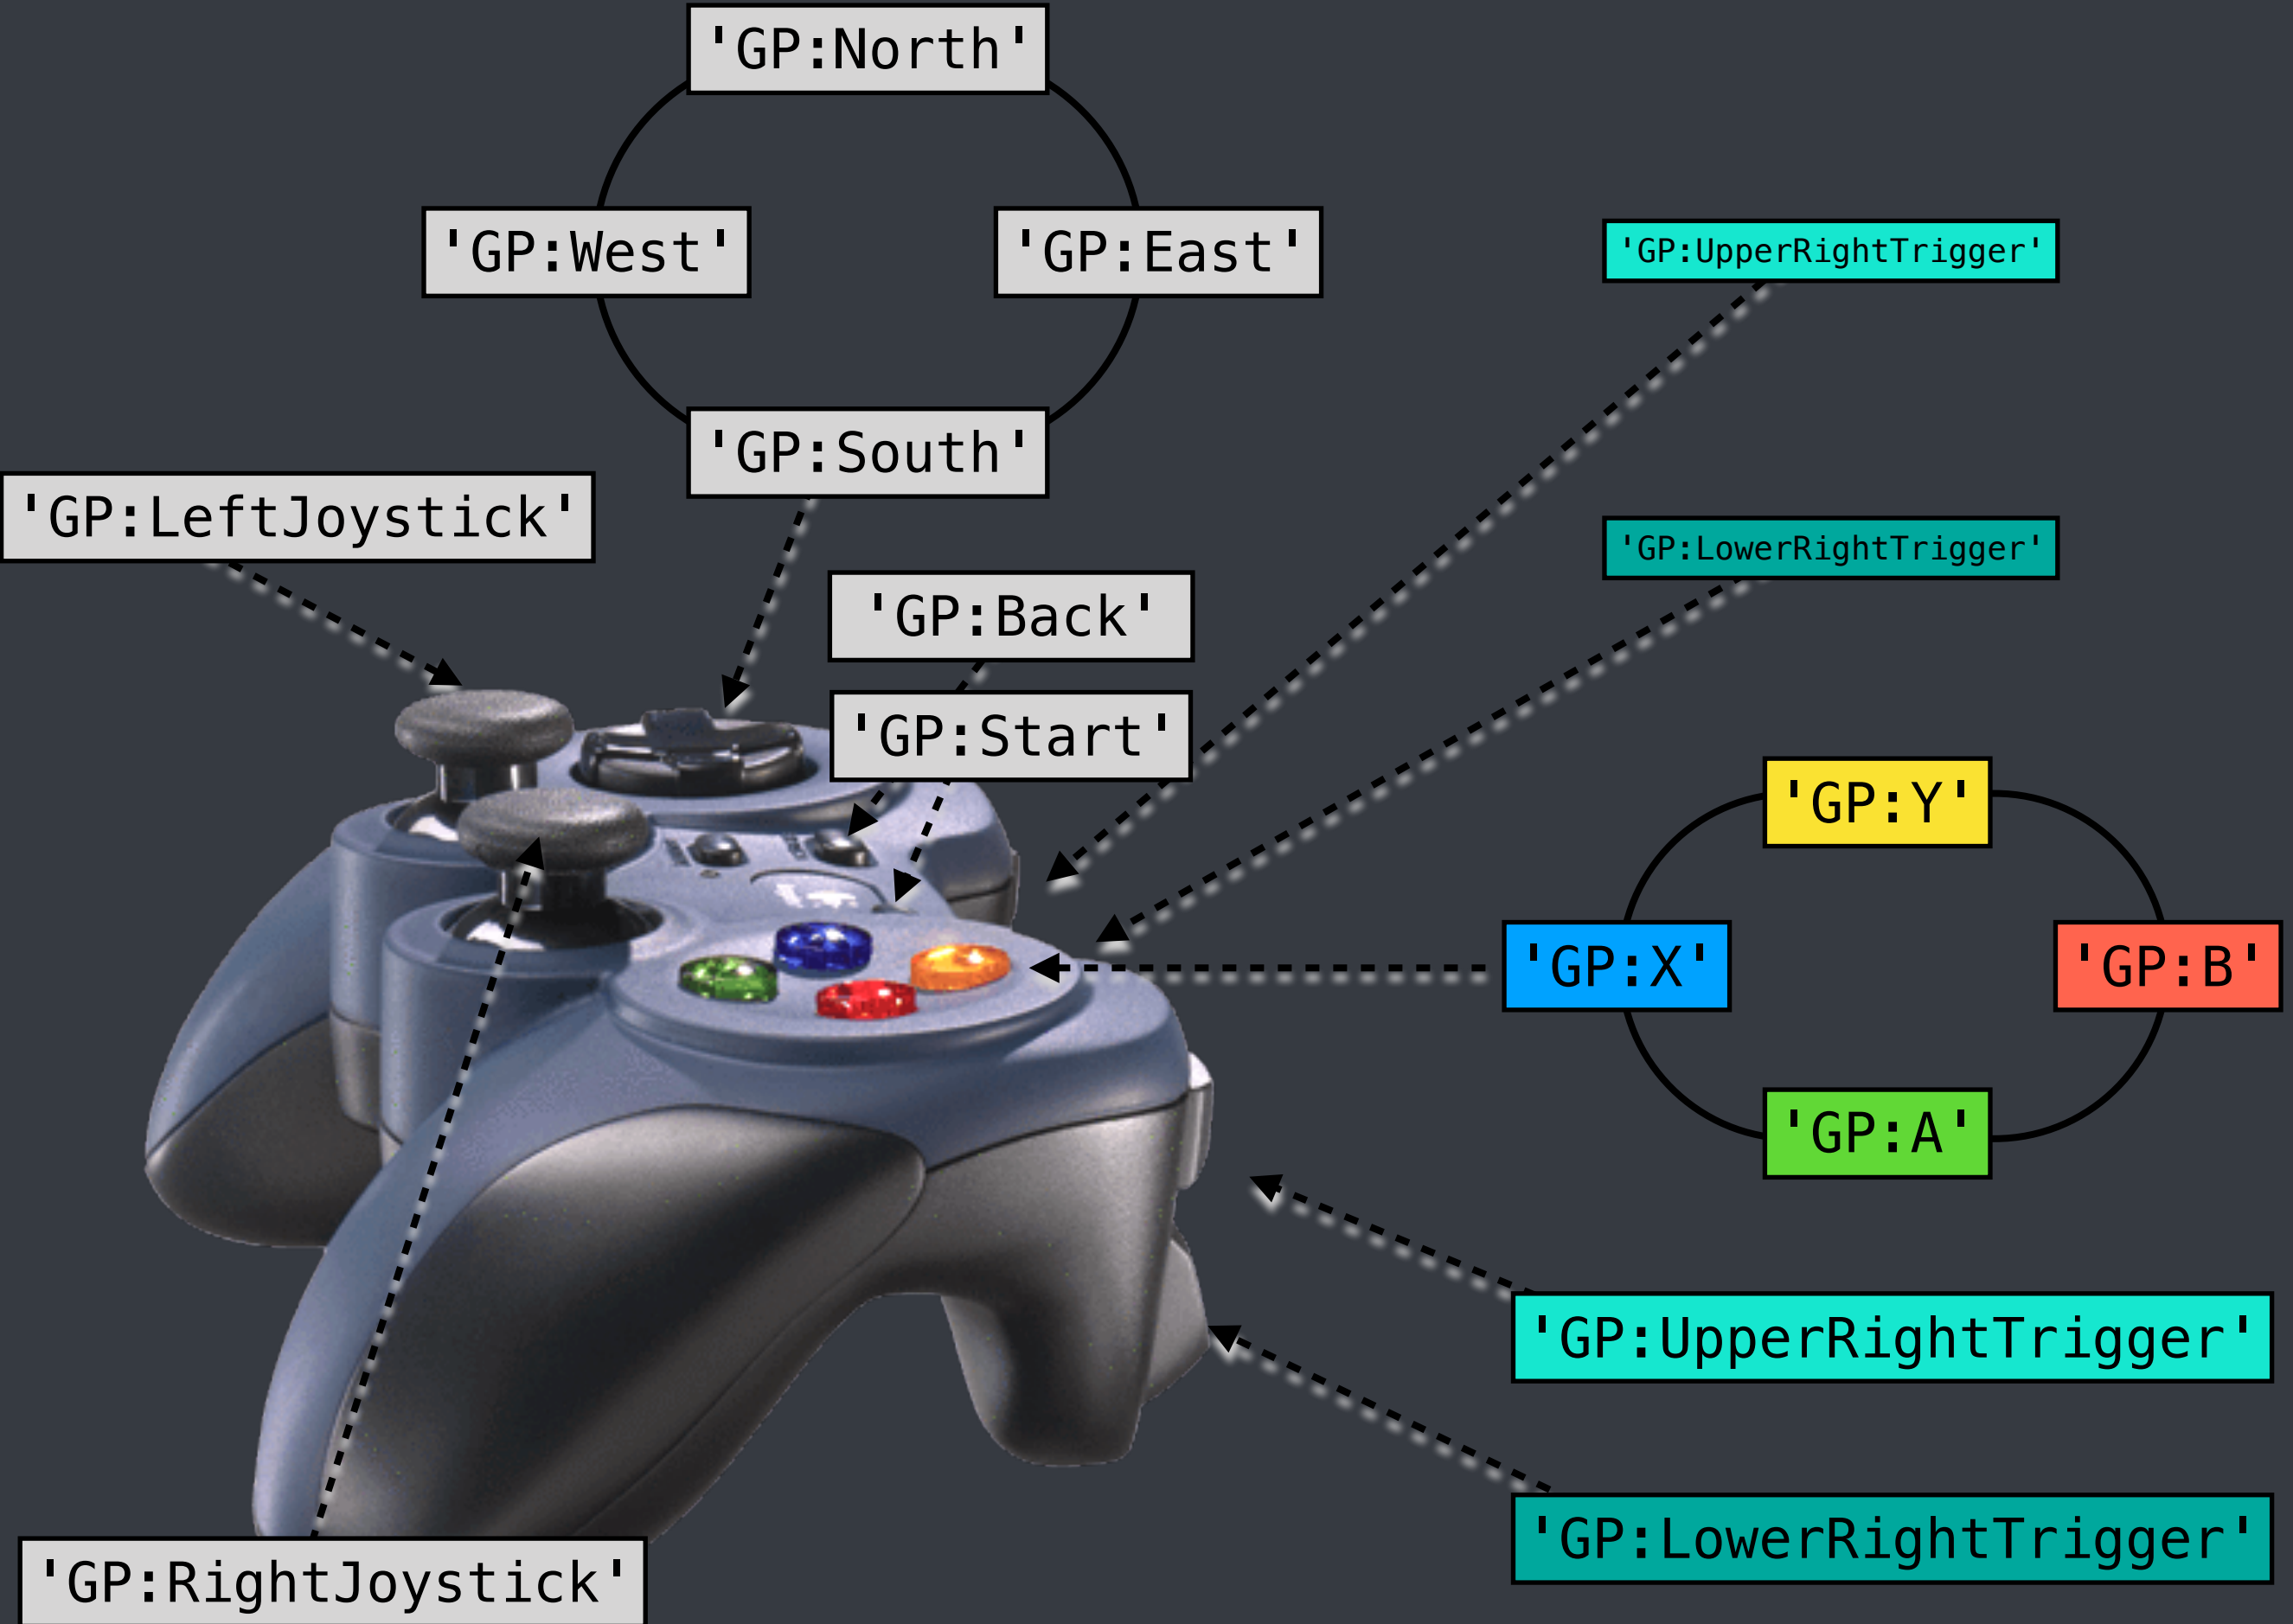 'GP:North'
'GP:West'
'GP:East'
'GP:UpperRightTrigger'
'GP:South'
'GP:LeftJoystick'
'GP:LowerRightTrigger'
'GP:Back'
'GP:Start'
'GP:Y'
'GP:X'
'GP:B'
'GP:A'
'GP:UpperRightTrigger'
'GP:LowerRightTrigger'
'GP:RightJoystick'